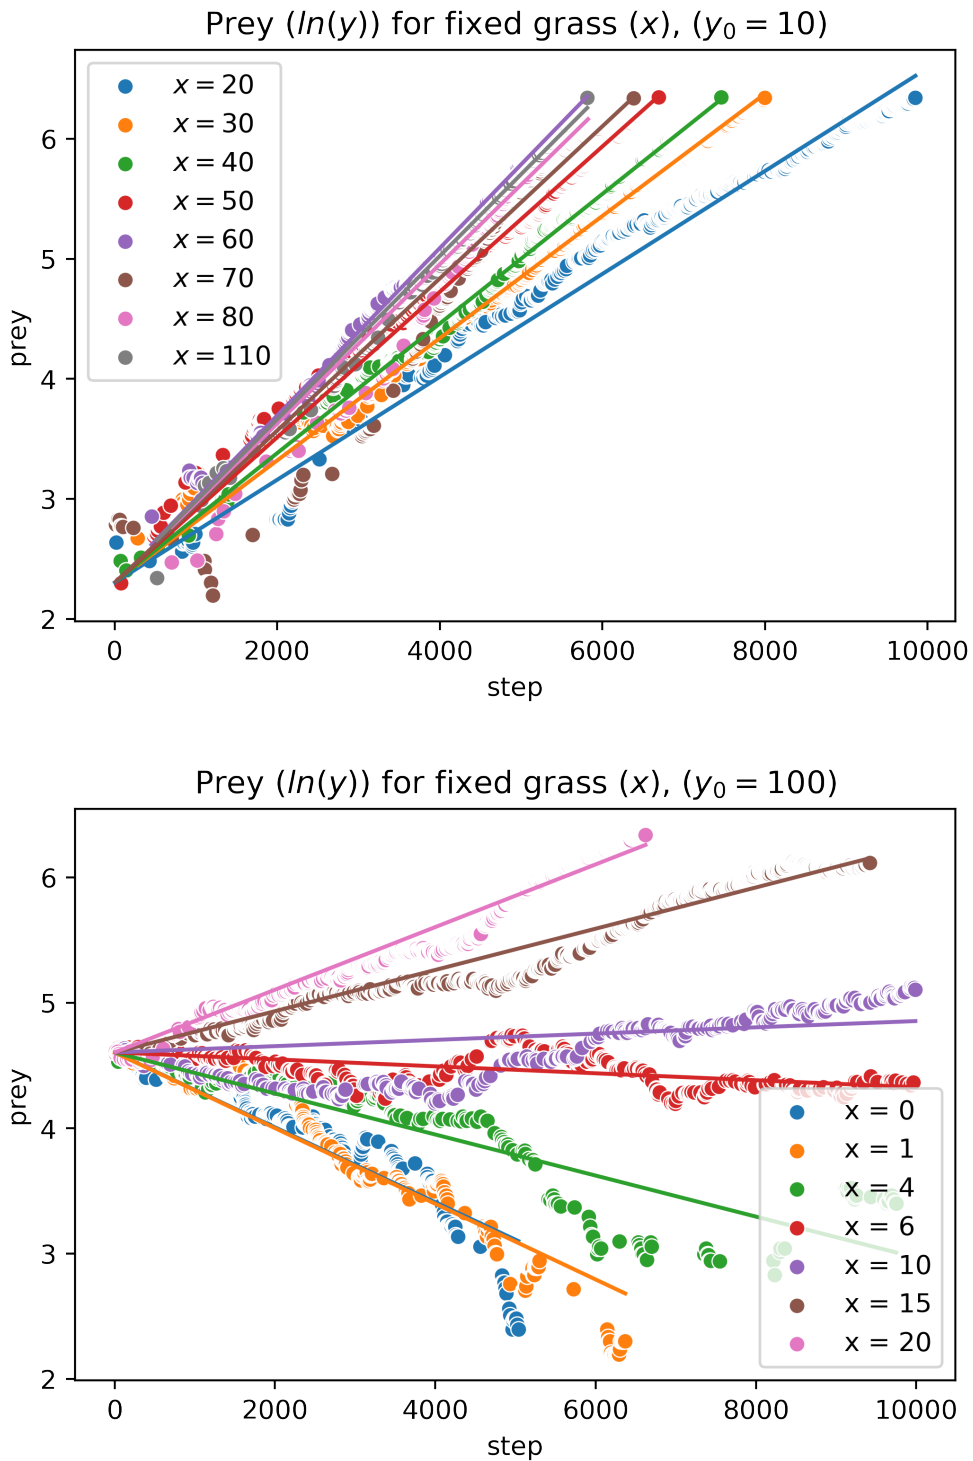 Prey (ln(y)) for fixed grass (x), (y₀ = 10)
x = 20
x = 30
x = 40
x = 50
x = 60
x = 70
x = 80
x = 110
6
5
4
3
2
prey
0 2000 4000 6000 8000 10000
step
Prey (ln(y)) for fixed grass (x), (y₀ = 100)
6
5
4
3
2
prey
x = 0
x = 1
x = 4
x = 6
x = 10
x = 15
x = 20
0 2000 4000 6000 8000 10000
step